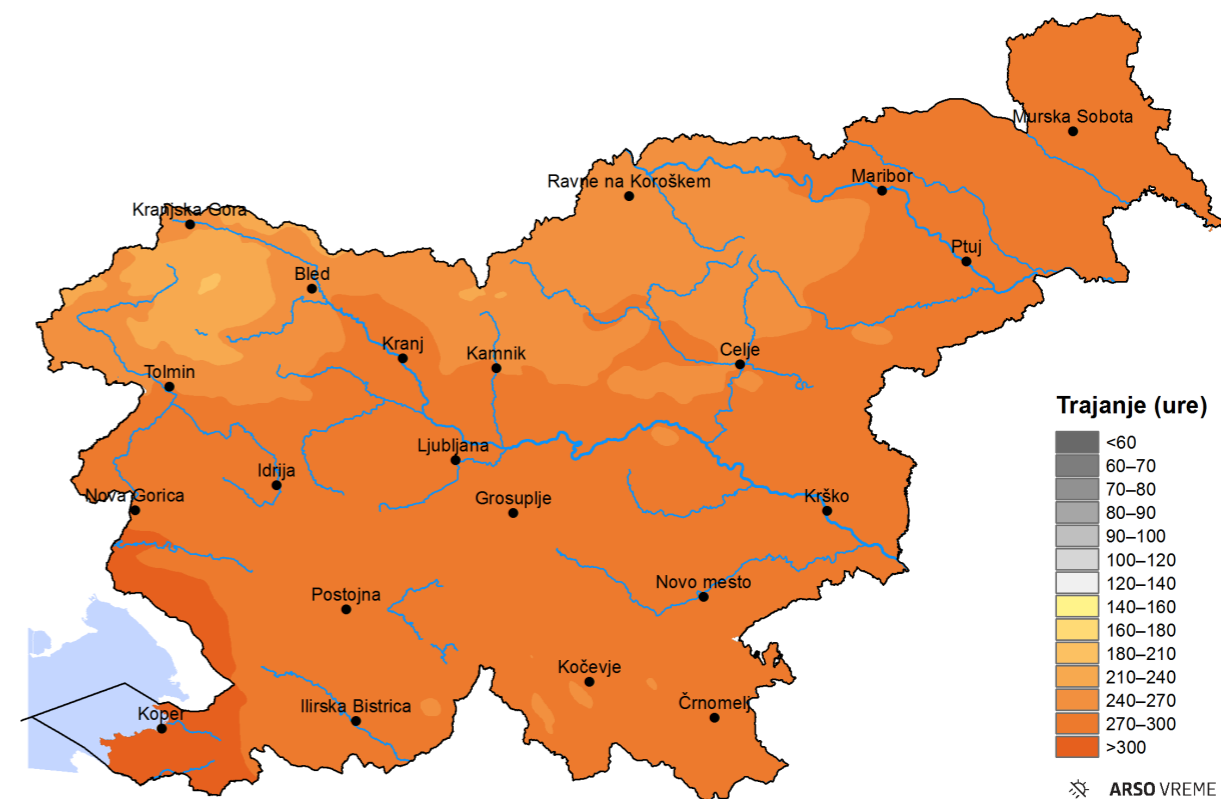 Murska Sobota
Ravne na Koroškem
Maribor
Kranjska Gora
Ptuj
Bled
Kranj
Kamnik
Celje
Tolmin
Trajanje (ure)
<60
60–70
70–80
80–90
90–100
100–120
120–140
140–160
160–180
180–210
210–240
240–270
270–300
>300
Ljubljana
Idrija
Nova Gorica
Grosuplje
Krško
Novo mesto
Postojna
Kočevje
Črnomelj
Koper
Ilirska Bistrica
ARSO VREME